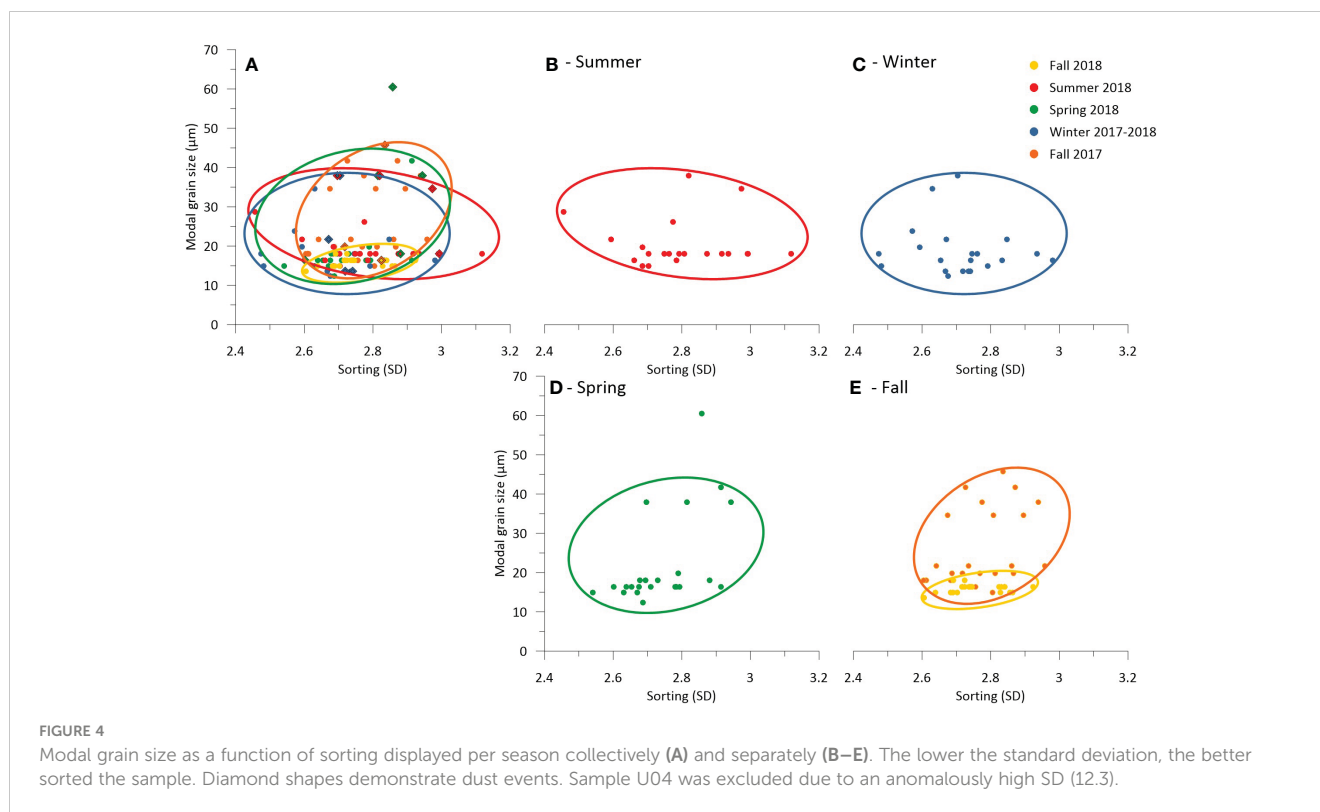 70
60
50
40
30
20
10
0
Modal grain size (µm)
A
2.4 2.6 2.8 3 3.2
Sorting (SD)
B - Summer
2.4 2.6 2.8 3 3.2
Sorting (SD)
C - Winter
2.4 2.6 2.8 3 3.2
Sorting (SD)
Fall 2018
Summer 2018
Spring 2018
Winter 2017-2018
Fall 2017
70
60
50
40
30
20
10
0
Modal grain size (µm)
D - Spring
2.4 2.6 2.8 3 3.2
Sorting (SD)
E - Fall
2.4 2.6 2.8 3 3.2
Sorting (SD)
FIGURE 4
Modal grain size as a function of sorting displayed per season collectively (A) and separately (B–E). The lower the standard deviation, the better
sorted the sample. Diamond shapes demonstrate dust events. Sample U04 was excluded due to an anomalously high SD (12.3).